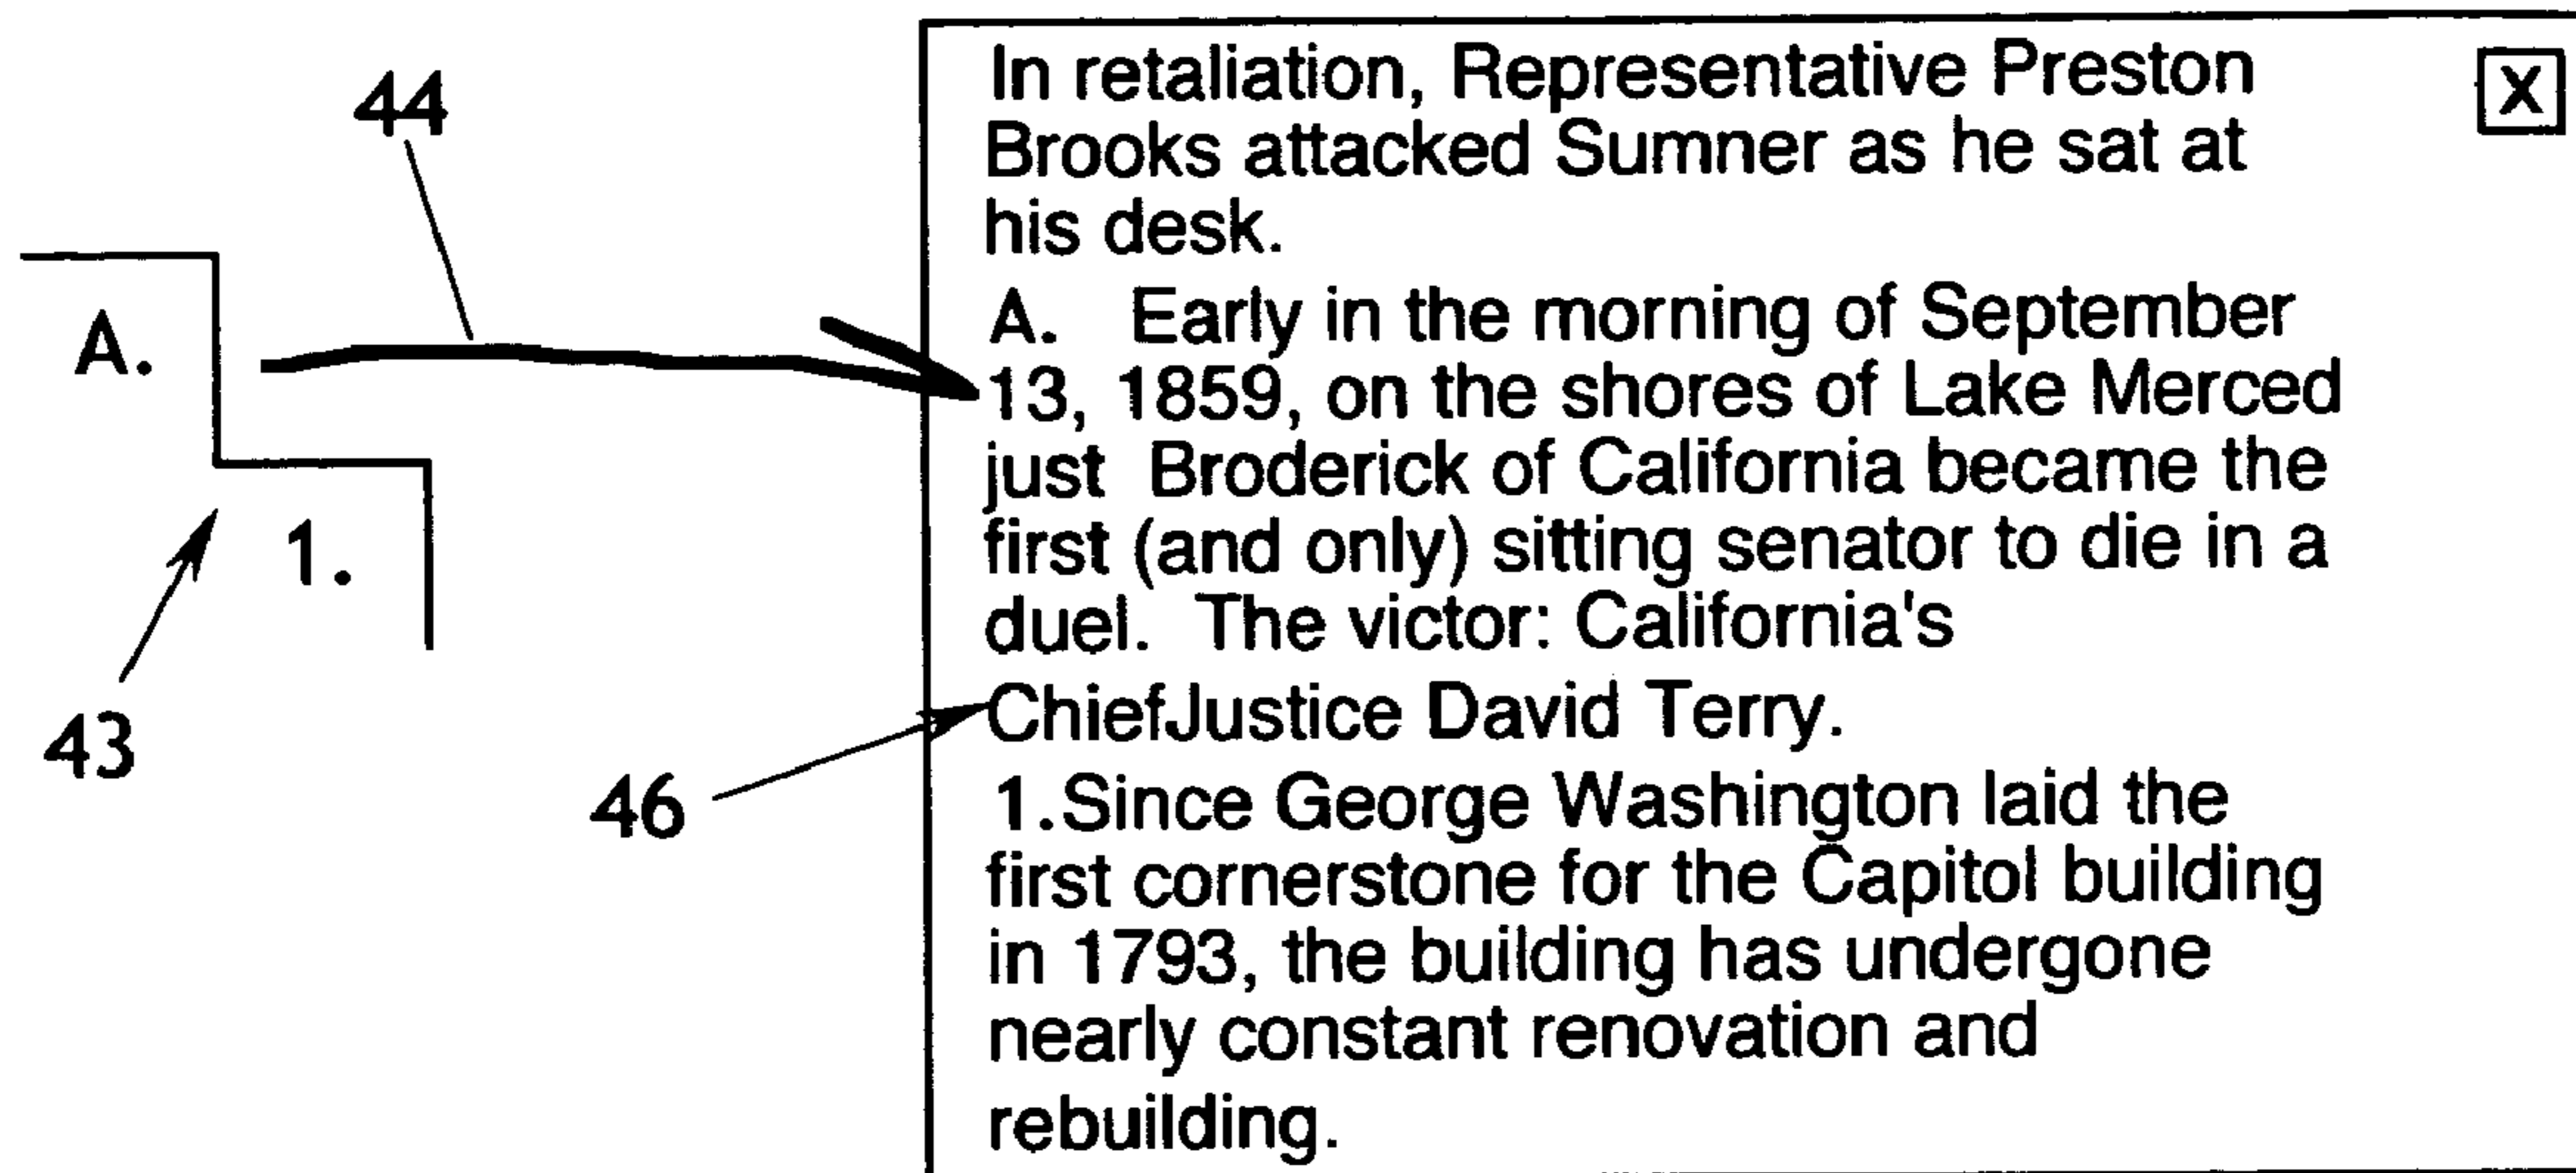 44
A.
1.
43
46
In retaliation, Representative Preston
Brooks attacked Sumner as he sat at
his desk.
A. Early in the morning of September
13, 1859, on the shores of Lake Merced
just Broderick of California became the
first (and only) sitting senator to die in a
duel. The victor: California's
ChiefJustice David Terry.
1.Since George Washington laid the
first cornerstone for the Capitol building
in 1793, the building has undergone
nearly constant renovation and
rebuilding.
X